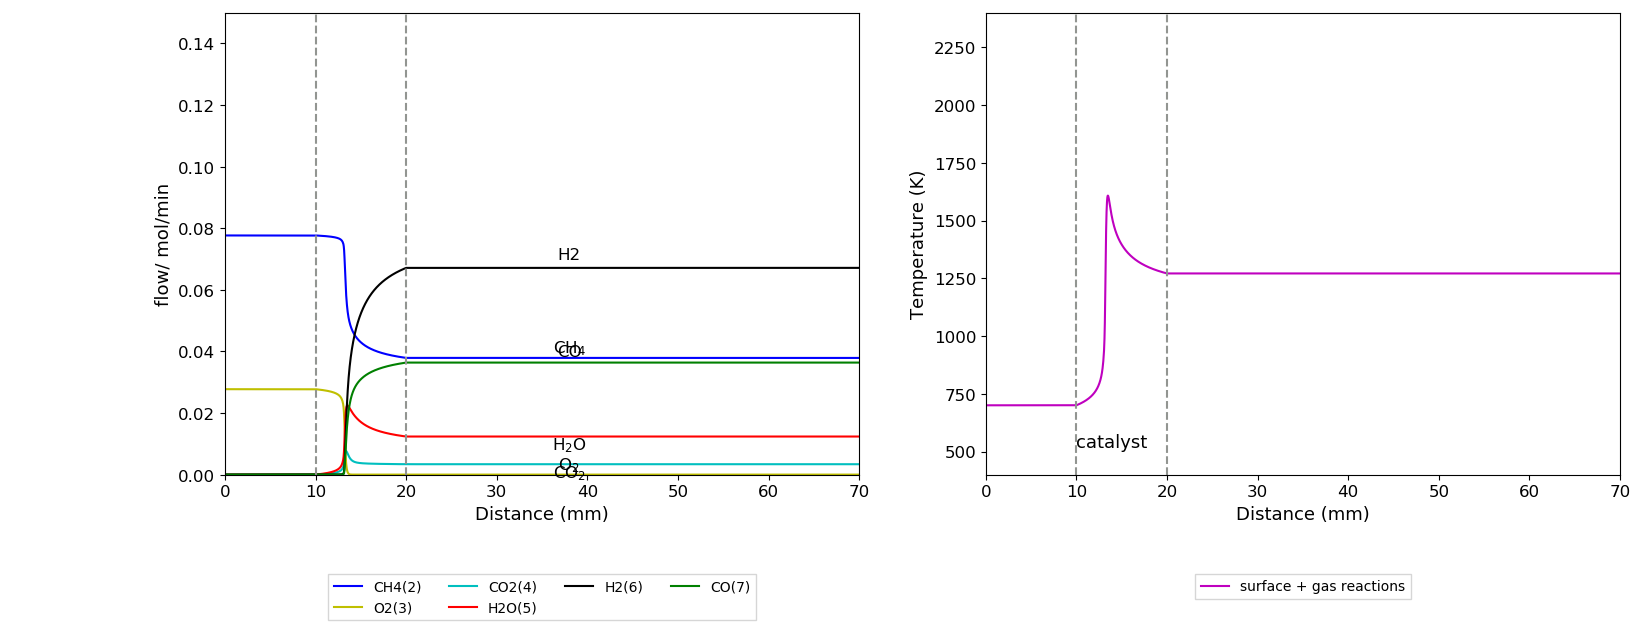 0.14
0.12
0.10
0.08
0.06
0.04
0.02
0.00
flow/ mol/min
H2
CH₄
CO
H₂O
O₂
CO₂
0 10 20 30 40 50 60 70
Distance (mm)
CH4(2) CO2(4) H2(6) CO(7)
O2(3) H2O(5)
2250
2000
1750
1500
1250
1000
750
500
Temperature (K)
catalyst
0 10 20 30 40 50 60 70
Distance (mm)
surface + gas reactions